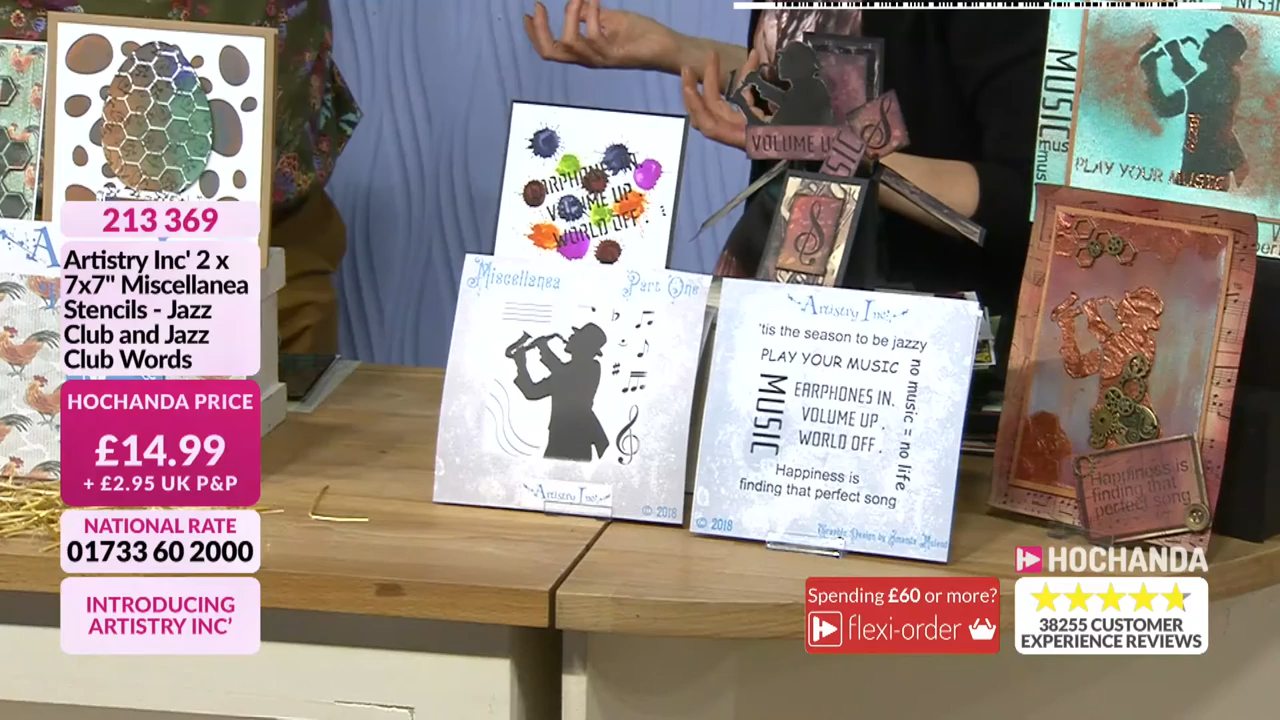 213 369
Artistry Inc' 2 x
7x7" Miscellanea
Stencils - Jazz
Club and Jazz
Club Words
HOCHANDA PRICE
£14.99
+ £2.95 UK P&P
NATIONAL RATE
01733 60 2000
INTRODUCING
ARTISTRY INC'
VOLUME UP
WORLD OFF.
VOLUME U
Miscellanea
Part One
Artistry Inc!
© 2018
Artistry Inc!
'tis the season to be jazzy
PLAY YOUR MUSIC
MUSIC
EARPHONES IN.
VOLUME UP.
WORLD OFF.
no music = no life
Happiness is
finding that perfect song
© 2018
MUSIC
PLAY YOUR MUSIC
Happiness is
finding that
perfect song
HOCHANDA
Spending £60 or more?
flexi-order
38255 CUSTOMER
EXPERIENCE REVIEWS